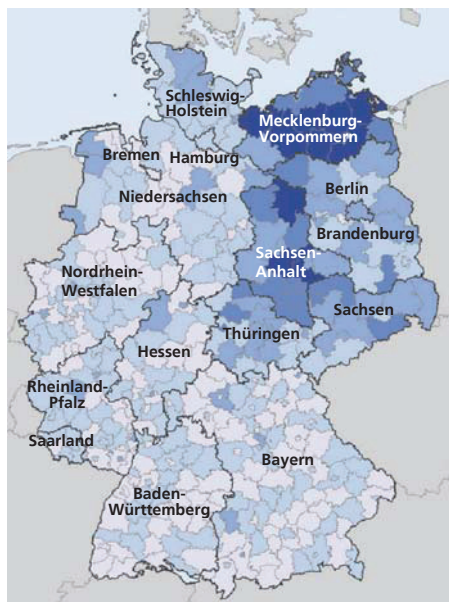 Schleswig-
Holstein
Mecklenburg-
Vorpommern
Bremen
Hamburg
Niedersachsen
Berlin
Brandenburg
Sachsen-
Anhalt
Nordrhein-
Westfalen
Sachsen
Thüringen
Hessen
Rheinland-
Pfalz
Saarland
Bayern
Baden-
Württemberg